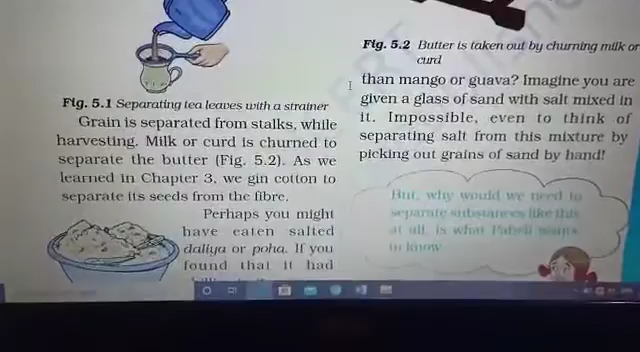 Fig. 5.1 Separating tea leaves with a strainer
Grain is separated from stalks, while
harvesting. Milk or curd is churned to
separate the butter (Fig. 5.2). As we
learned in Chapter 3, we gin cotton to
separate its seeds from the fibre.
Perhaps you might
have eaten salted
daliya or poha. If you
found that it had
Fig. 5.2 Butter is taken out by churning milk or
curd
than mango or guava? Imagine you are
given a glass of sand with salt mixed in
it. Impossible, even to think of
separating salt from this mixture by
picking out grains of sand by hand!
But, why would we need to
separate substances like this
at all, is what Paheli wants
to know